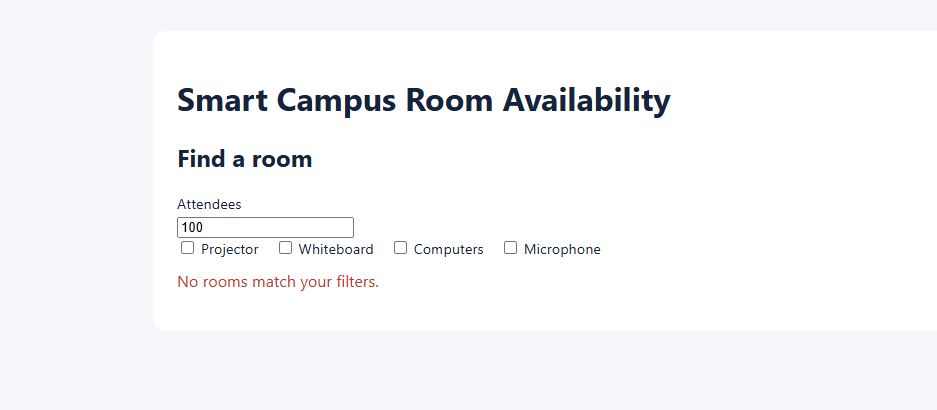 Smart Campus Room Availability
Find a room
Attendees
100
Projector Whiteboard Computers Microphone
No rooms match your filters.